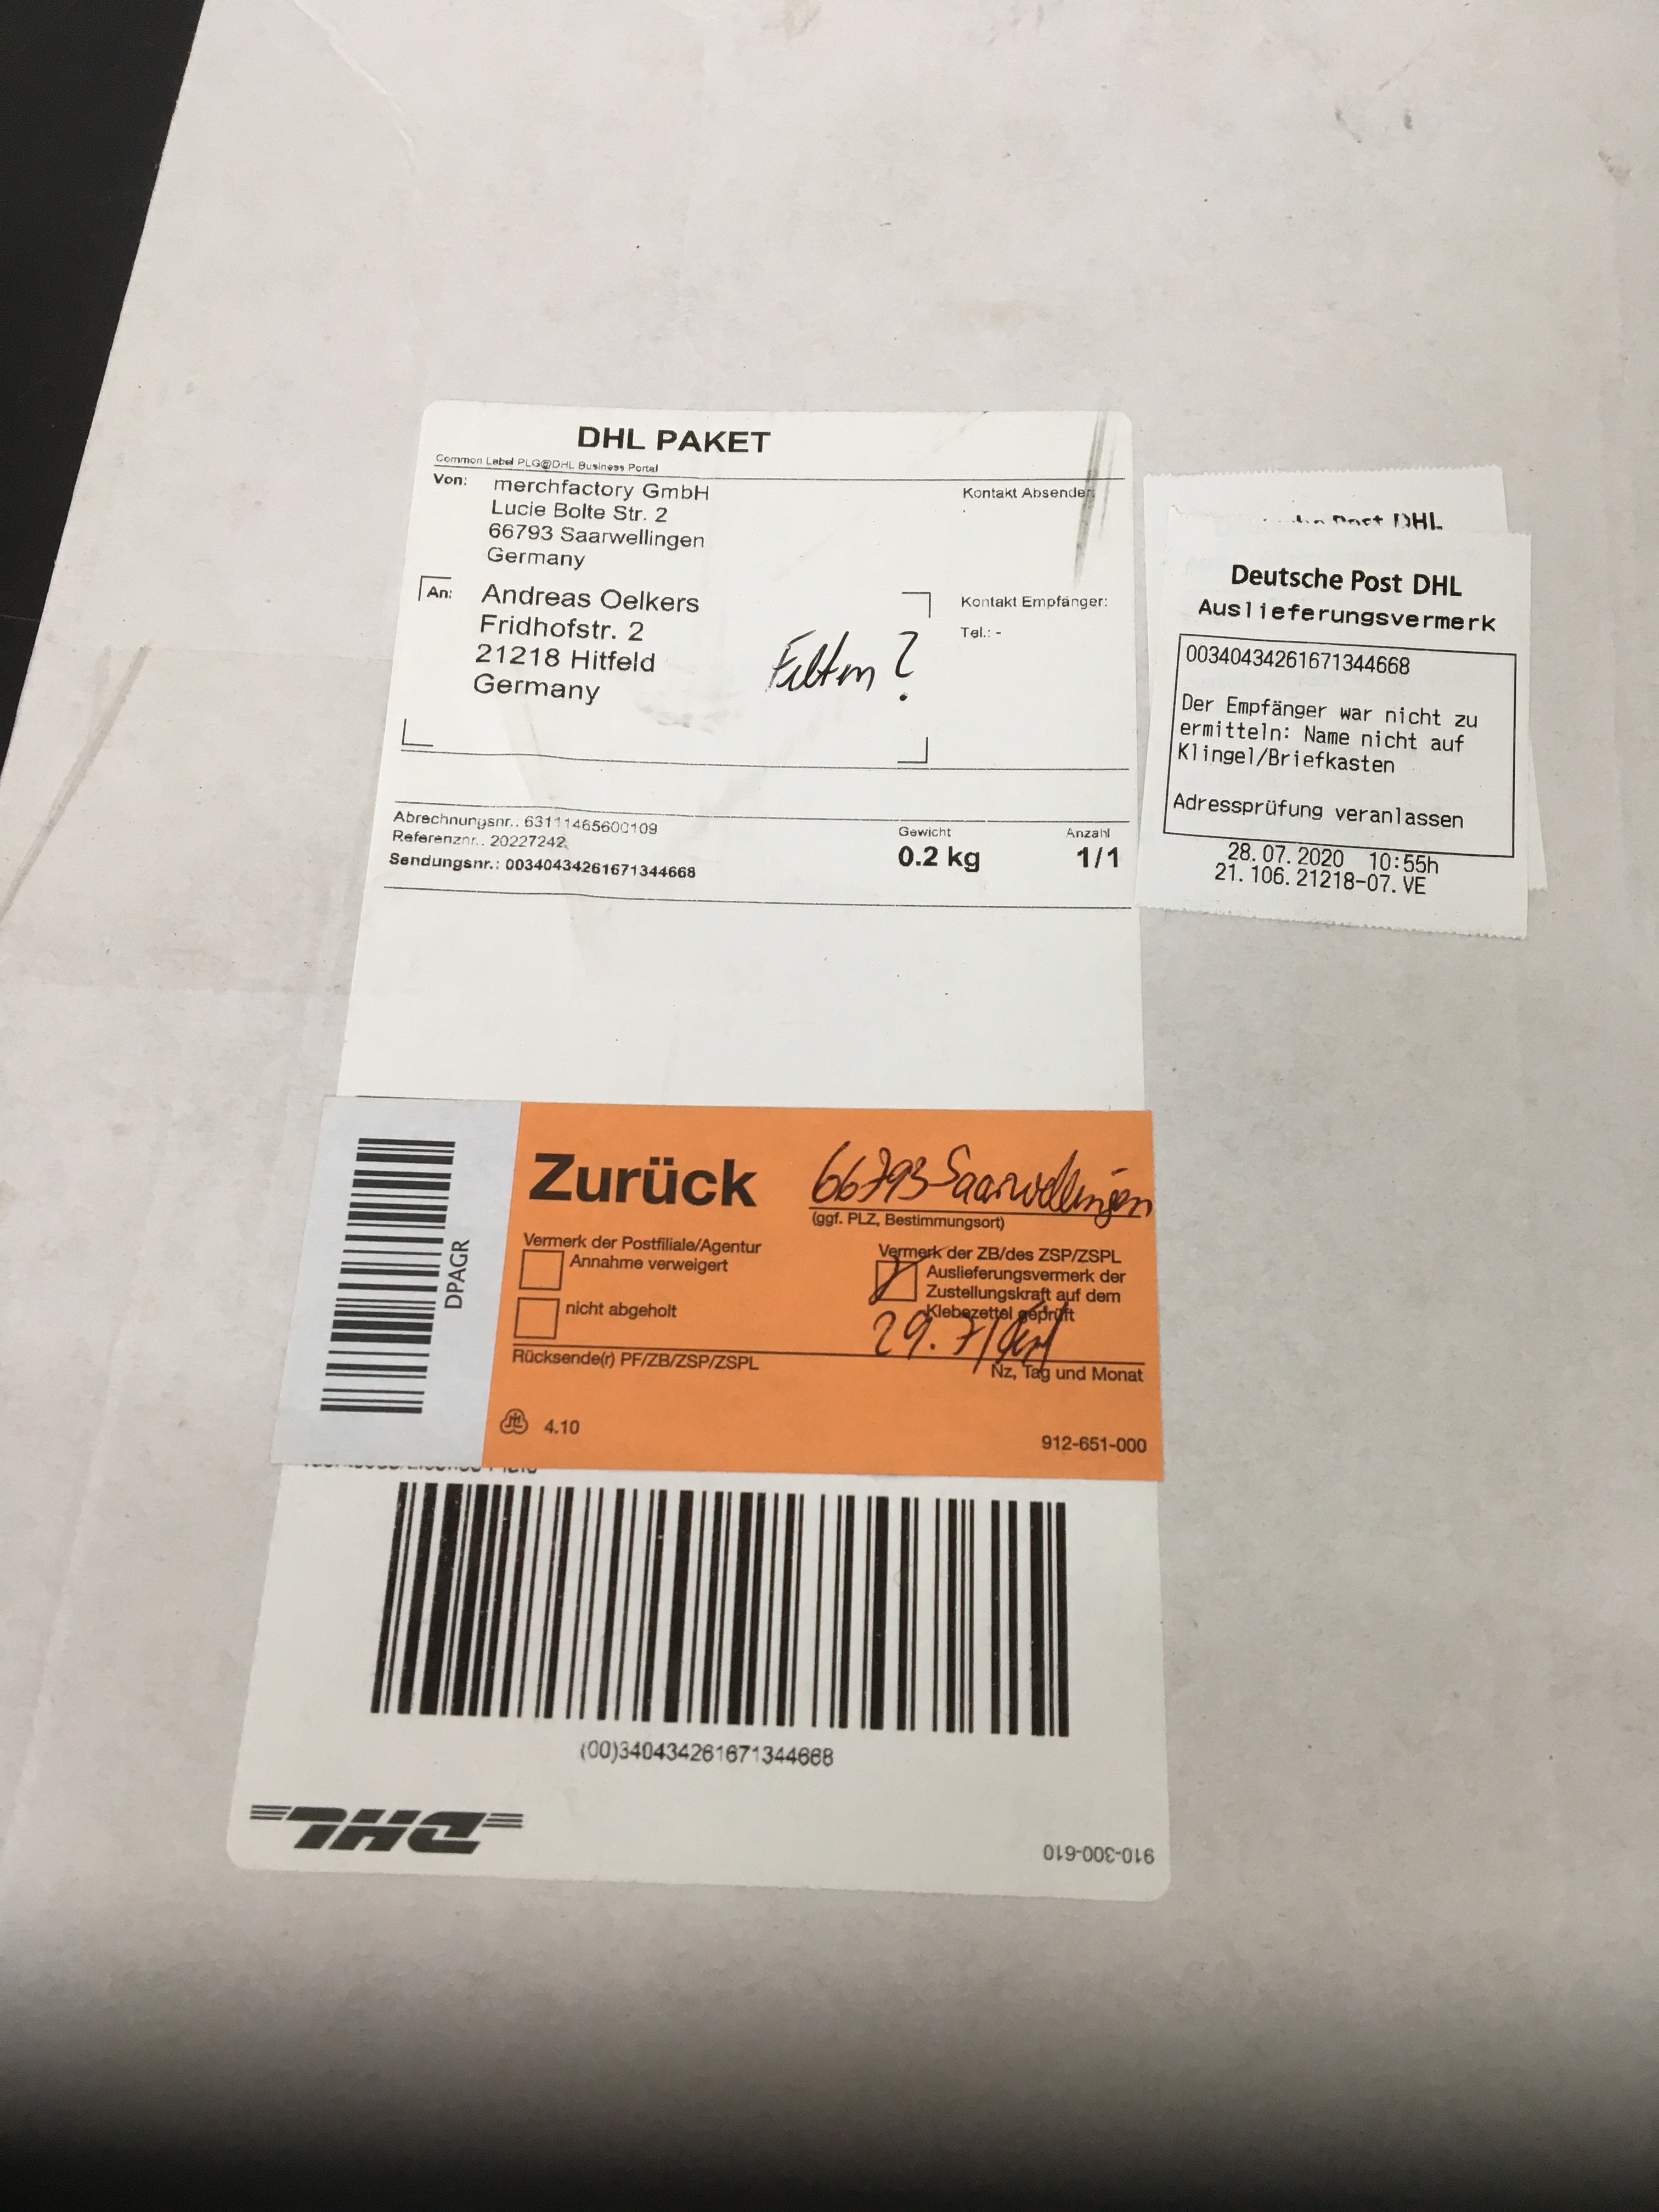 DHL PAKET
Common Label PLG@DHL Business Portal
Von: merchfactory GmbH
Lucie Bolte Str. 2
66793 Saarwellingen
Germany
Kontakt Absender:
An: Andreas Oelkers
Fridhofstr. 2
21218 Hitfeld
Germany
Kontakt Empfänger:
Tel.: -
?
Abrechnungsnr.: 63111465600109
Referenznr.: 20227242
Sendungsnr.: 00340434261671344668
Gewicht
0.2 kg
Anzahl
1/1
Post DHL
Deutsche Post DHL
Auslieferungsvermerk
00340434261671344668
Der Empfänger war nicht zu
ermitteln: Name nicht auf
Klingel/Briefkasten
Adressprüfung veranlassen
28.07.2020 10:55h
21.106.21218-07.VE
DPAGR
Zurück
66793 Saarwellingen
(ggf. PLZ, Bestimmungsort)
Vermerk der Postfiliale/Agentur
Annahme verweigert
nicht abgeholt
Rücksende(r) PF/ZB/ZSP/ZSPL
Vermerk der ZB/des ZSP/ZSPL
Auslieferungsvermerk der
Zustellungskraft auf dem
Klebezettel geprüft
29.7/
Nz, Tag und Monat
4.10
912-651-000
(00)340434261671344668
DHL
910-300-610